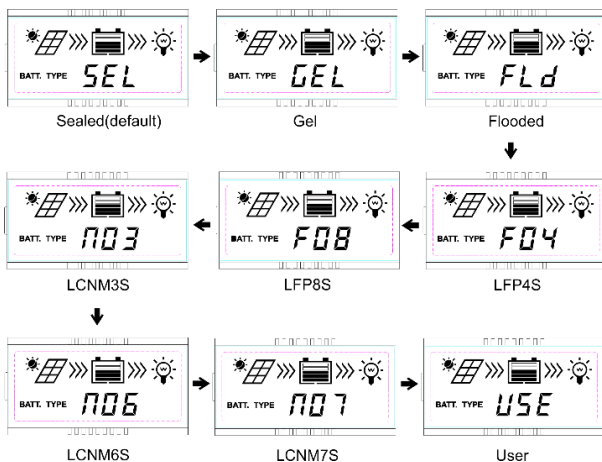 BATT. TYPE SEL
Sealed(default)
BATT. TYPE GEL
Gel
BATT. TYPE FLd
Flooded
BATT. TYPE F04
LFP4S
BATT. TYPE F08
LFP8S
BATT. TYPE n03
LCNM3S
BATT. TYPE n06
LCNM6S
BATT. TYPE n07
LCNM7S
BATT. TYPE USE
User